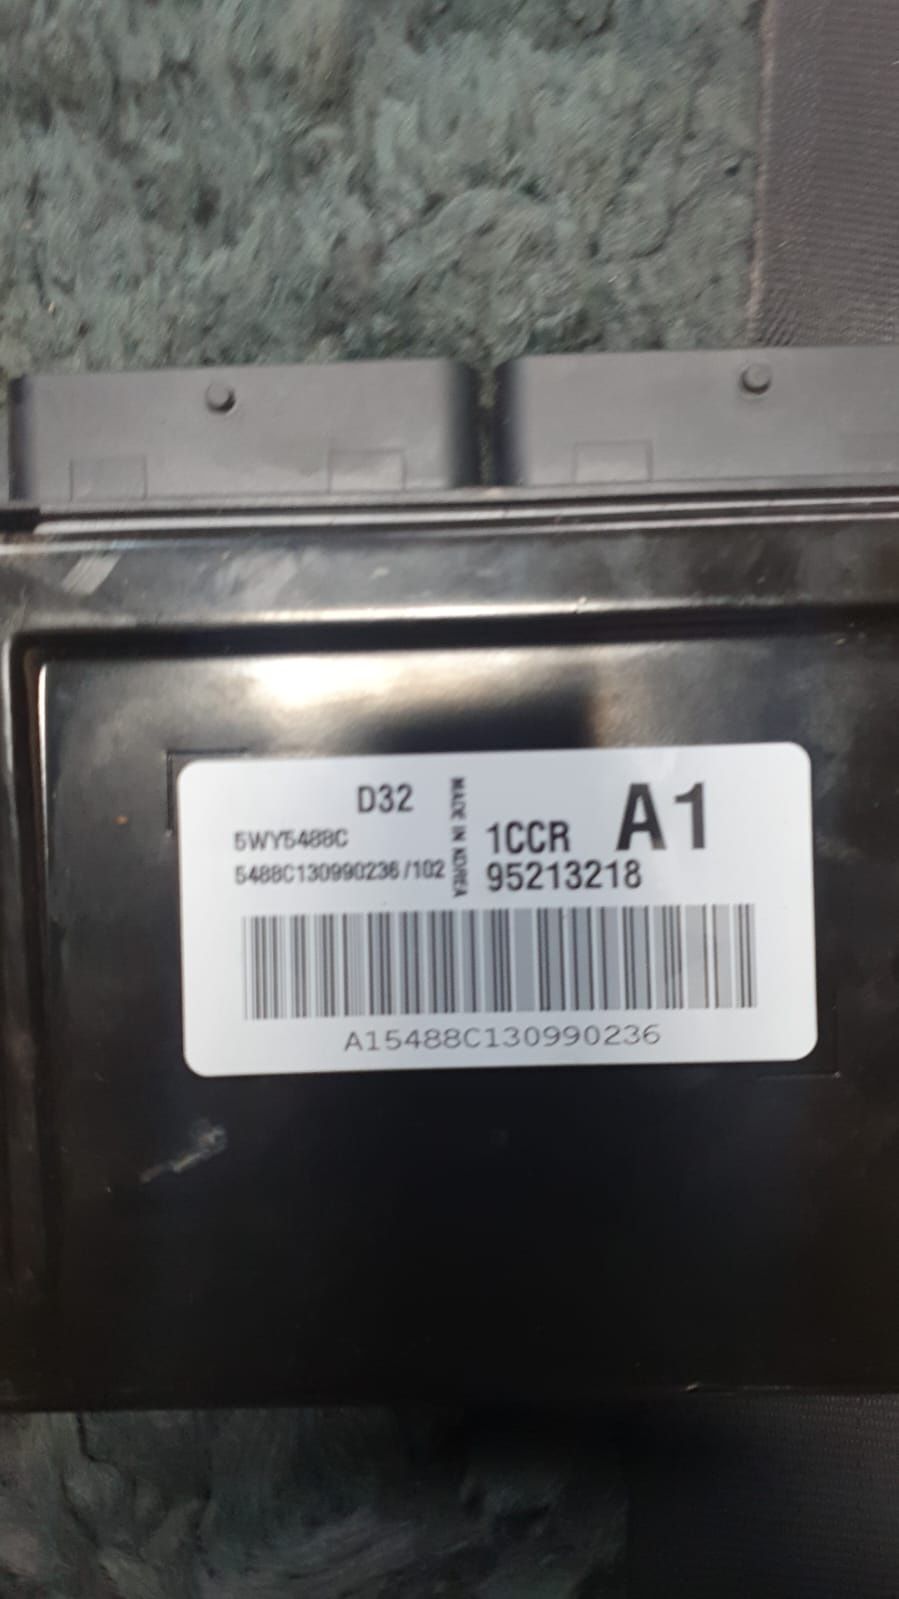 D32
5WY5488C
5488C130990236/102
MADE IN KOREA
1CCR A1
95213218
A15488C130990236